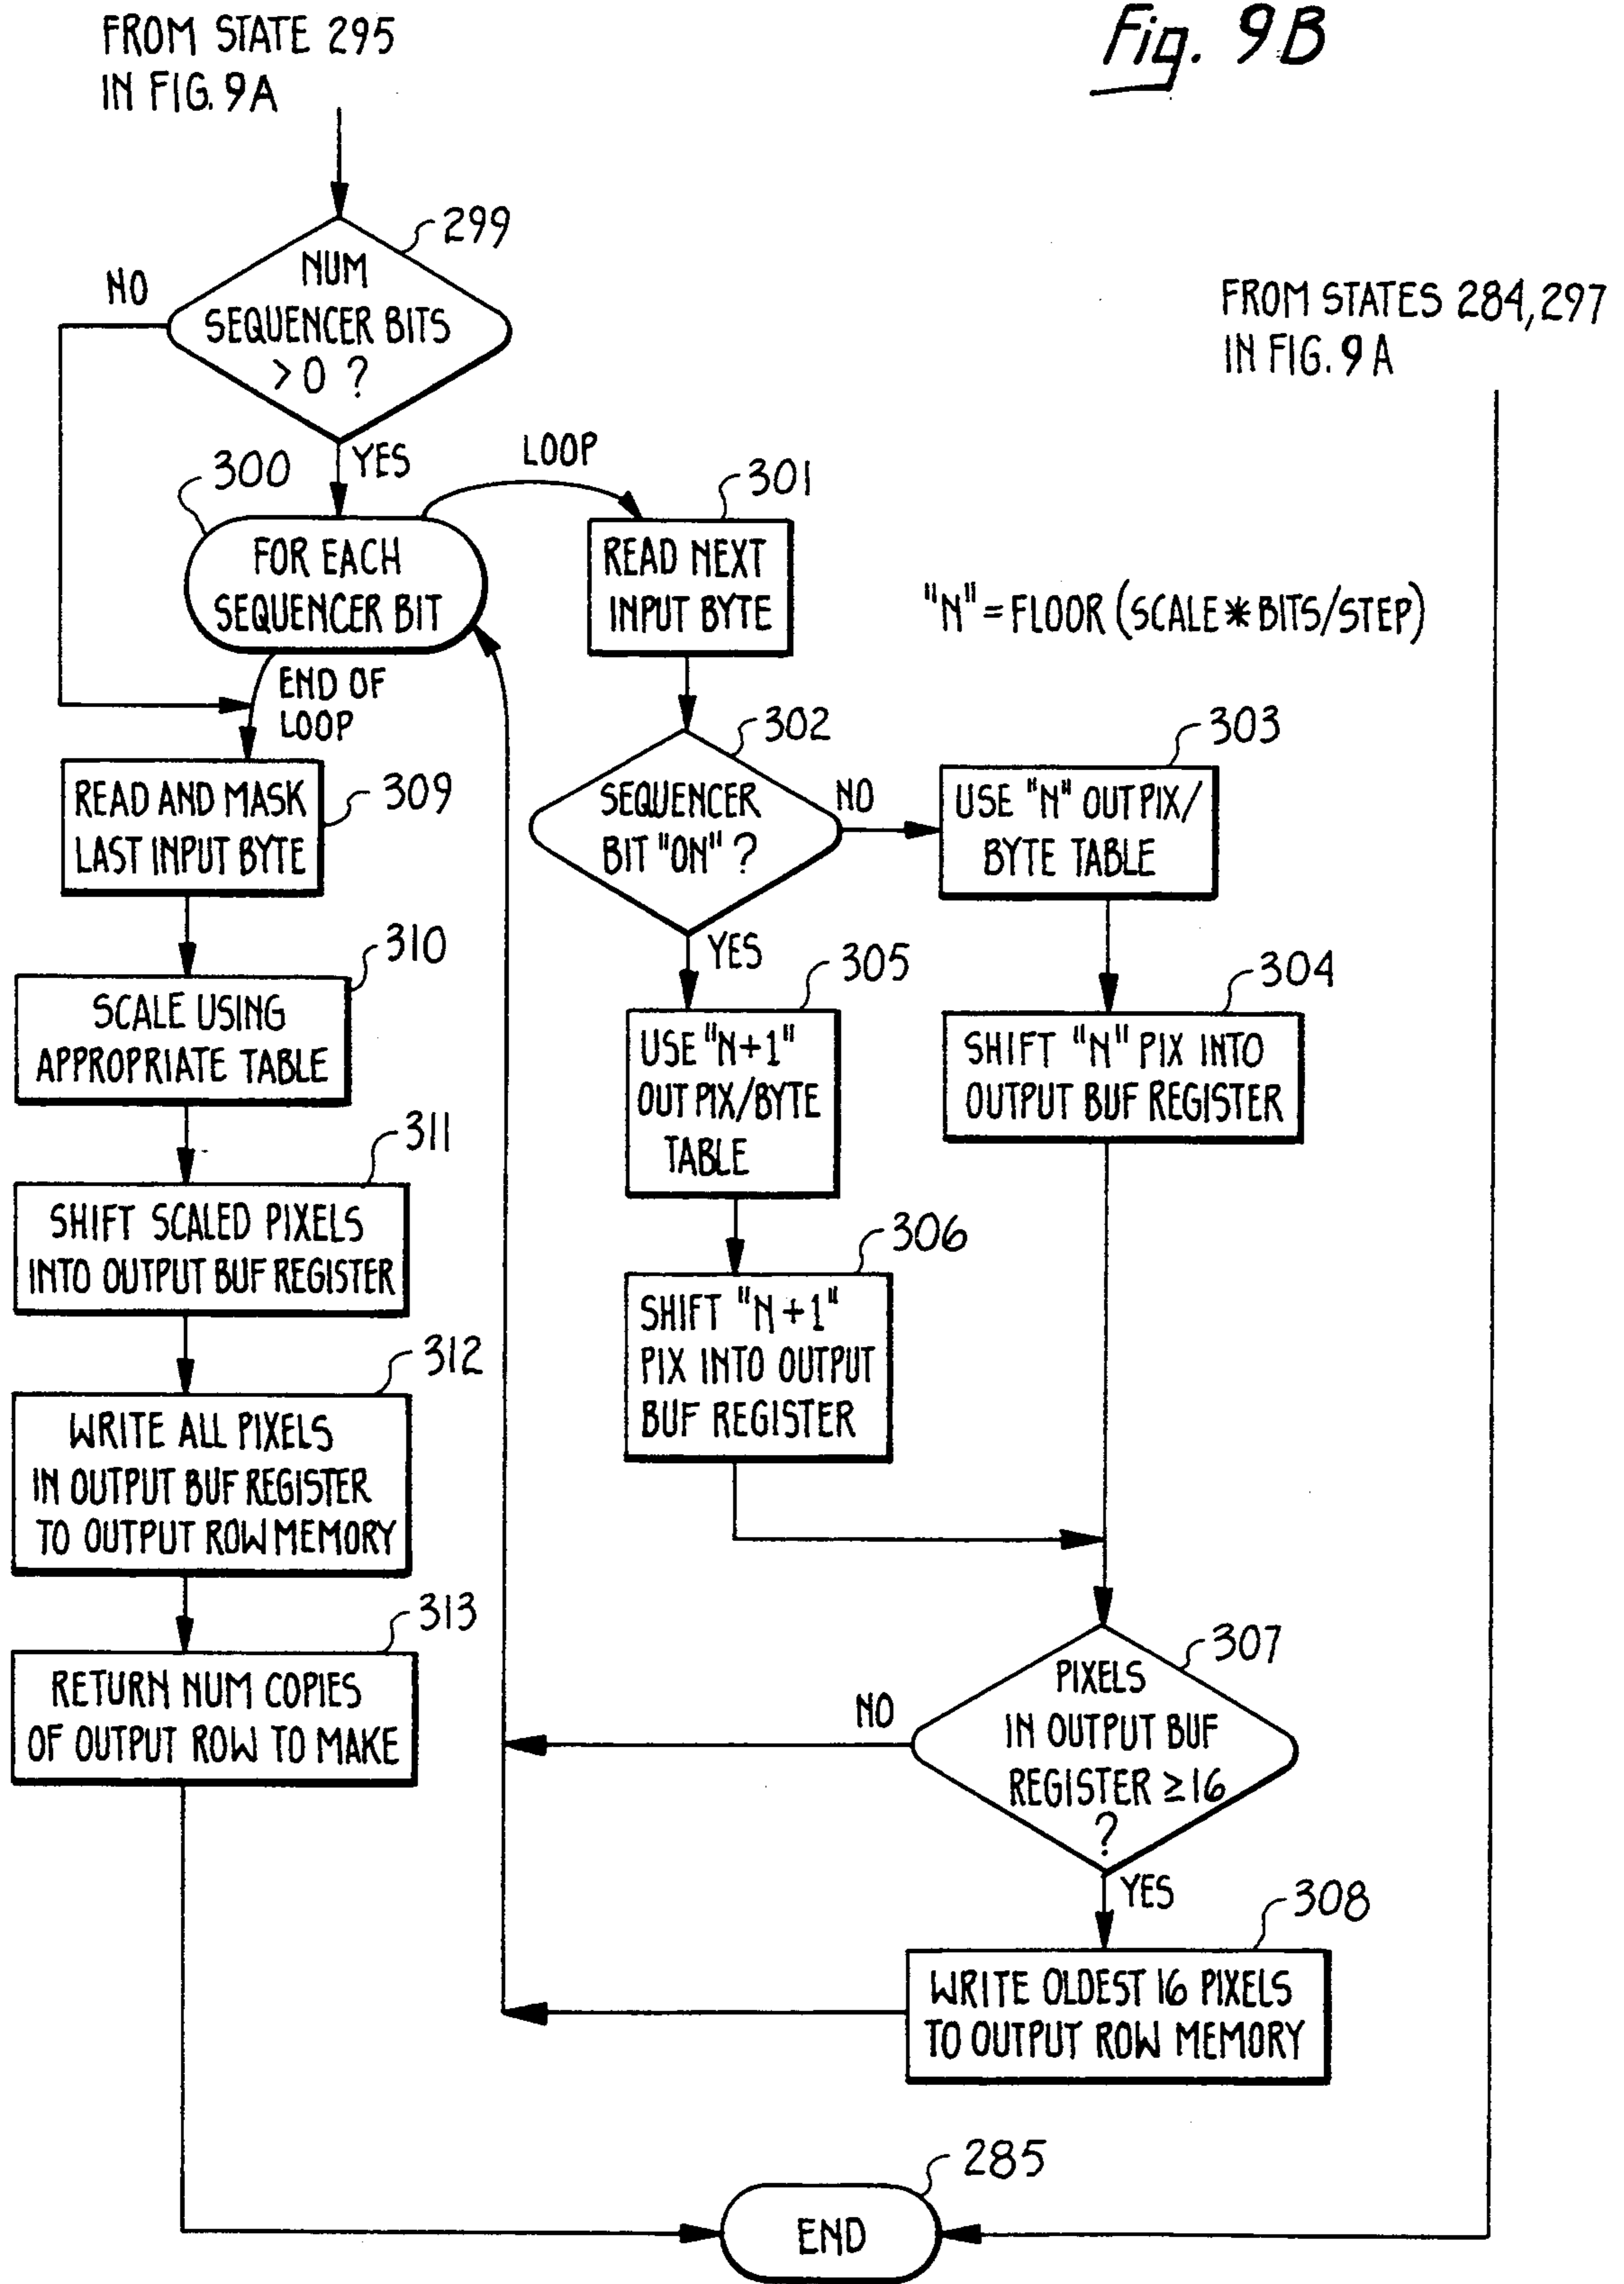 FROM STATE 295
IN FIG. 9A
Fig. 9B
299
NUM
SEQUENCER BITS
>0 ?
NO
YES
FROM STATES 284,297
IN FIG. 9A
300
LOOP
301
FOR EACH
SEQUENCER BIT
READ NEXT
INPUT BYTE
"N"=FLOOR (SCALE*BITS/STEP)
END OF
LOOP
302
SEQUENCER
BIT "ON" ?
NO
YES
303
USE "N" OUTPIX/
BYTE TABLE
309
READ AND MASK
LAST INPUT BYTE
310
SCALE USING
APPROPRIATE TABLE
305
USE "N+1"
OUT PIX/BYTE
TABLE
304
SHIFT "N" PIX INTO
OUTPUT BUF REGISTER
311
SHIFT SCALED PIXELS
INTO OUTPUT BUF REGISTER
306
SHIFT "N+1"
PIX INTO OUTPUT
BUF REGISTER
312
WRITE ALL PIXELS
IN OUTPUT BUF REGISTER
TO OUTPUT ROW MEMORY
313
RETURN NUM COPIES
OF OUTPUT ROW TO MAKE
307
PIXELS
IN OUTPUT BUF
REGISTER ≥16
?
NO
YES
308
WRITE OLDEST 16 PIXELS
TO OUTPUT ROW MEMORY
285
END